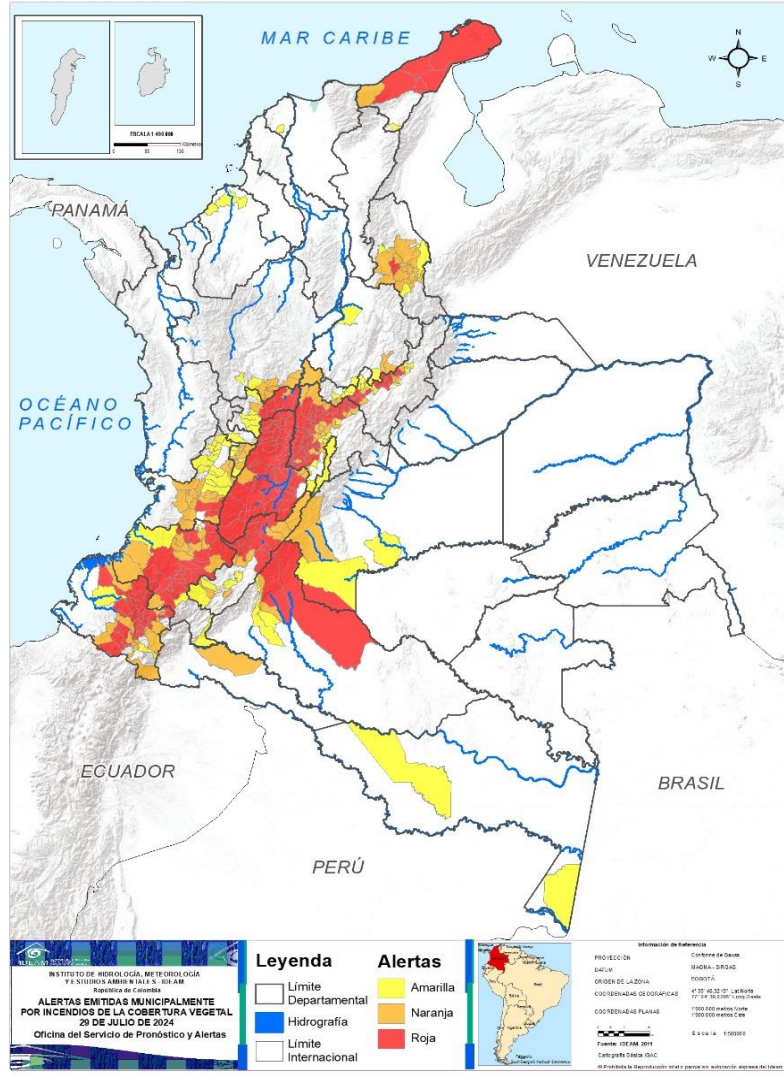 MAR CARIBE
N
W
E
S
ESCALA 1:400 000
PANAMÁ
VENEZUELA
OCÉANO
PACÍFICO
ECUADOR
BRASIL
PERÚ
IDEAM
INSTITUTO DE HIDROLOGÍA, METEOROLOGÍA
Y ESTUDIOS AMBIENTALES - IDEAM
República de Colombia
ALERTAS EMITIDAS MUNICIPALMENTE
POR INCENDIOS DE LA COBERTURA VEGETAL
29 DE JULIO DE 2024
Oficina del Servicio de Pronóstico y Alertas
Leyenda
Límite
Departamental
Hidrografía
Límite
Internacional
Alertas
Amarilla
Naranja
Roja
Información de Referencia
PROYECCIÓN Conforme de Gauss
DATUM MAGNA - SIRGAS
ORIGEN DE LA ZONA BOGOTÁ
COORDENADAS GEOGRÁFICAS
COORDENADAS PLANAS 1'000.000 metros Norte
1'000.000 metros Este
Fuente: IDEAM, 2011
Cartografía Básica IGAC